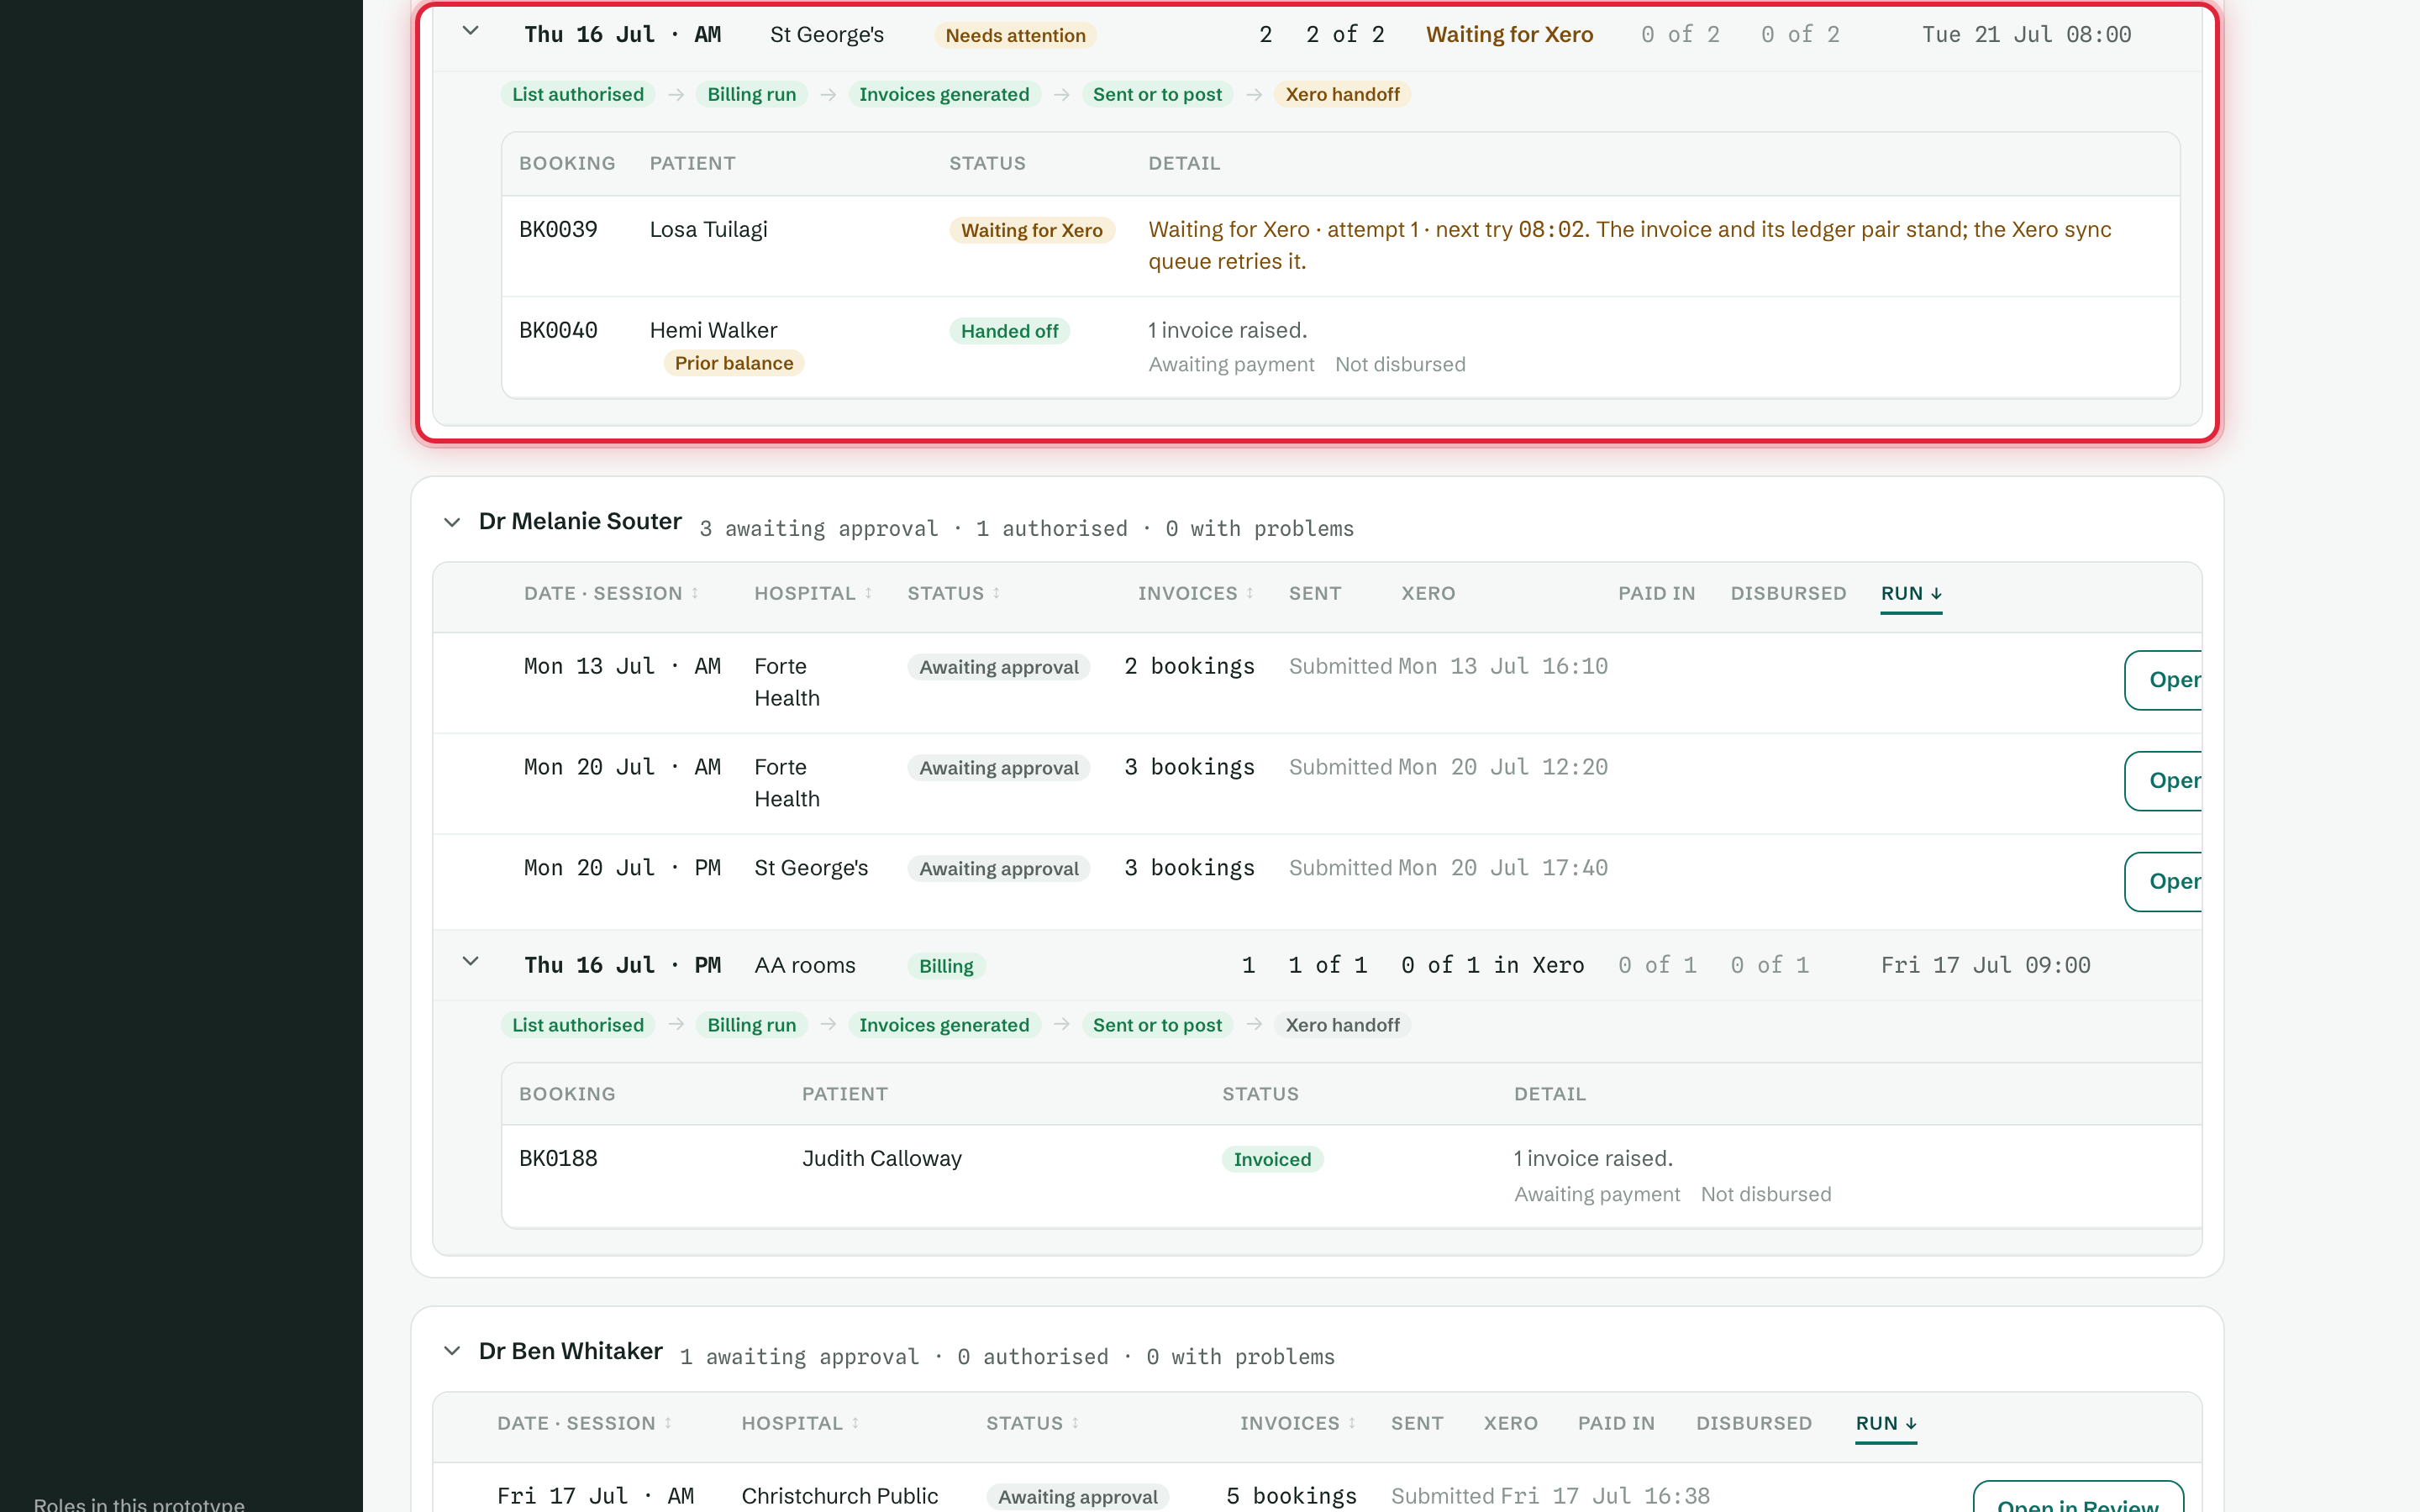 Thu 16 Jul · AM St George's Needs attention 2 2 of 2 Waiting for Xero 0 of 2 0 of 2 Tue 21 Jul 08:00
List authorised → Billing run → Invoices generated → Sent or to post → Xero handoff
BOOKING PATIENT STATUS DETAIL
BK0039 Losa Tuilagi Waiting for Xero Waiting for Xero · attempt 1 · next try 08:02. The invoice and its ledger pair stand; the Xero sync
queue retries it.
BK0040 Hemi Walker Handed off 1 invoice raised.
Prior balance Awaiting payment Not disbursed
Dr Melanie Souter 3 awaiting approval · 1 authorised · 0 with problems
DATE · SESSION ↕ HOSPITAL ↕ STATUS ↕ INVOICES ↕ SENT XERO PAID IN DISBURSED RUN ↓
Mon 13 Jul · AM Forte Awaiting approval 2 bookings Submitted Mon 13 Jul 16:10 Oper
Health
Mon 20 Jul · AM Forte Awaiting approval 3 bookings Submitted Mon 20 Jul 12:20 Oper
Health
Mon 20 Jul · PM St George's Awaiting approval 3 bookings Submitted Mon 20 Jul 17:40 Oper
Thu 16 Jul · PM AA rooms Billing 1 1 of 1 0 of 1 in Xero 0 of 1 0 of 1 Fri 17 Jul 09:00
List authorised → Billing run → Invoices generated → Sent or to post → Xero handoff
BOOKING PATIENT STATUS DETAIL
BK0188 Judith Calloway Invoiced 1 invoice raised.
Awaiting payment Not disbursed
Dr Ben Whitaker 1 awaiting approval · 0 authorised · 0 with problems
DATE · SESSION ↕ HOSPITAL ↕ STATUS ↕ INVOICES ↕ SENT XERO PAID IN DISBURSED RUN ↓
Fri 17 Jul · AM Christchurch Public Awaiting approval 5 bookings Submitted Fri 17 Jul 16:38 Open in Review
Roles in this prototype